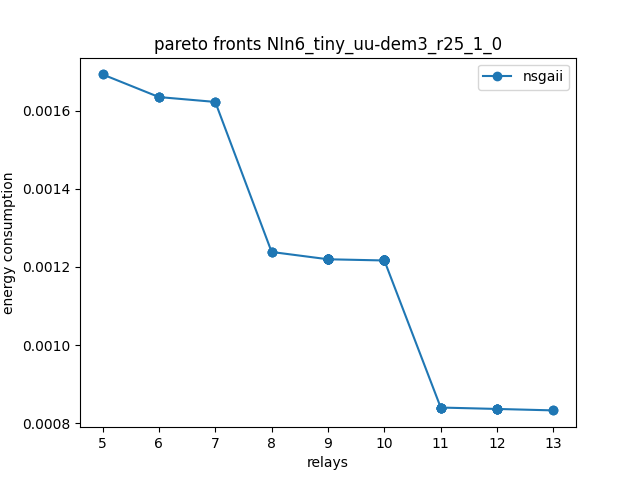 pareto fronts NIn6_tiny_uu-dem3_r25_1_0
nsgaii
energy consumption
0.0016
0.0014
0.0012
0.0010
0.0008
5 6 7 8 9 10 11 12 13
relays